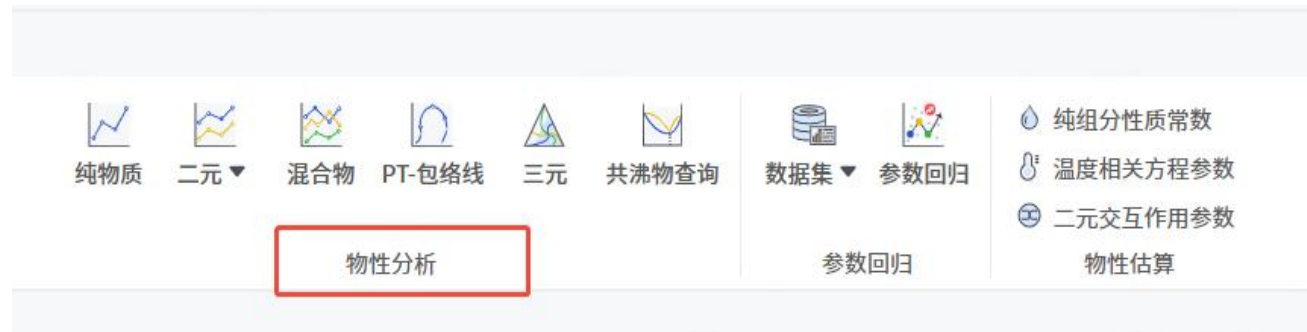 纯物质 二元 混合物 PT-包络线 三元 共沸物查询
物性分析
数据集 参数回归
参数回归
纯组分性质常数
温度相关方程参数
二元交互作用参数
物性估算